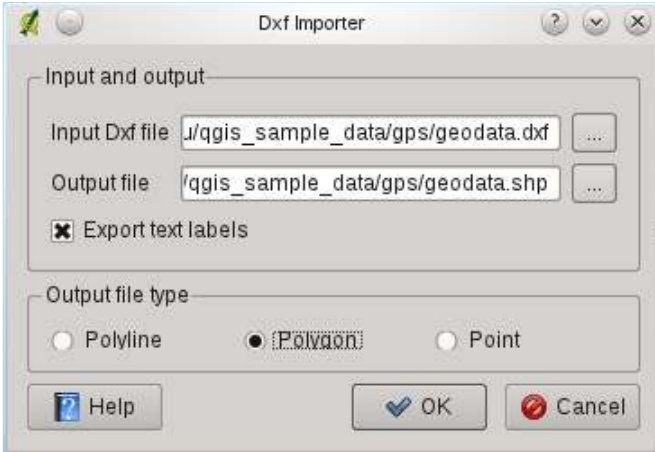 Dxf Importer
Input and output
Input Dxf file u/qgis_sample_data/gps/geodata.dxf ...
Output file /qgis_sample_data/gps/geodata.shp ...
Export text labels
Output file type
Polyline Polygon Point
Help OK Cancel